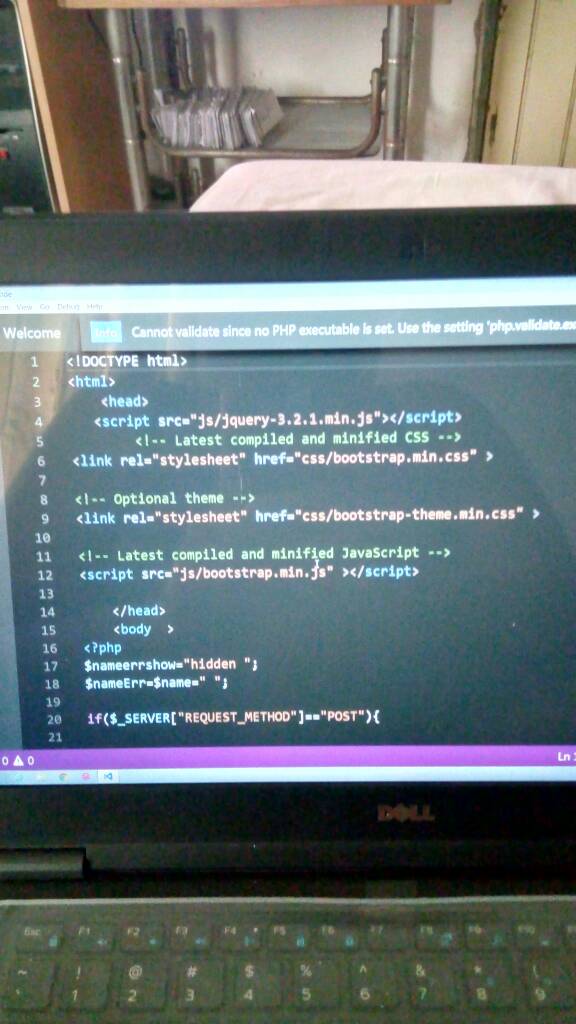 View Go Debug Help
Welcome
Info Cannot validate since no PHP executable is set. Use the setting 'php.validate.ex
1 <!DOCTYPE html>
2 <html>
3 <head>
4 <script src="js/jquery-3.2.1.min.js"></script>
5 <!-- Latest compiled and minified CSS -->
6 <link rel="stylesheet" href="css/bootstrap.min.css" >
7
8 <!-- Optional theme -->
9 <link rel="stylesheet" href="css/bootstrap-theme.min.css" >
10
11 <!-- Latest compiled and minified JavaScript -->
12 <script src="js/bootstrap.min.js" ></script>
13
14 </head>
15 <body >
16 <?php
17 $nameerrshow="hidden ";
18 $nameErr=$name=" ";
19
20 if($_SERVER["REQUEST_METHOD"]=="POST"){
21
0 0
Ln
DELL
Esc F1 F2 F3 F4 F5 F6 F7 F8 F9 F10
~ ! @ # $ % ^ & * (
` 1 2 3 4 5 6 7 8 9